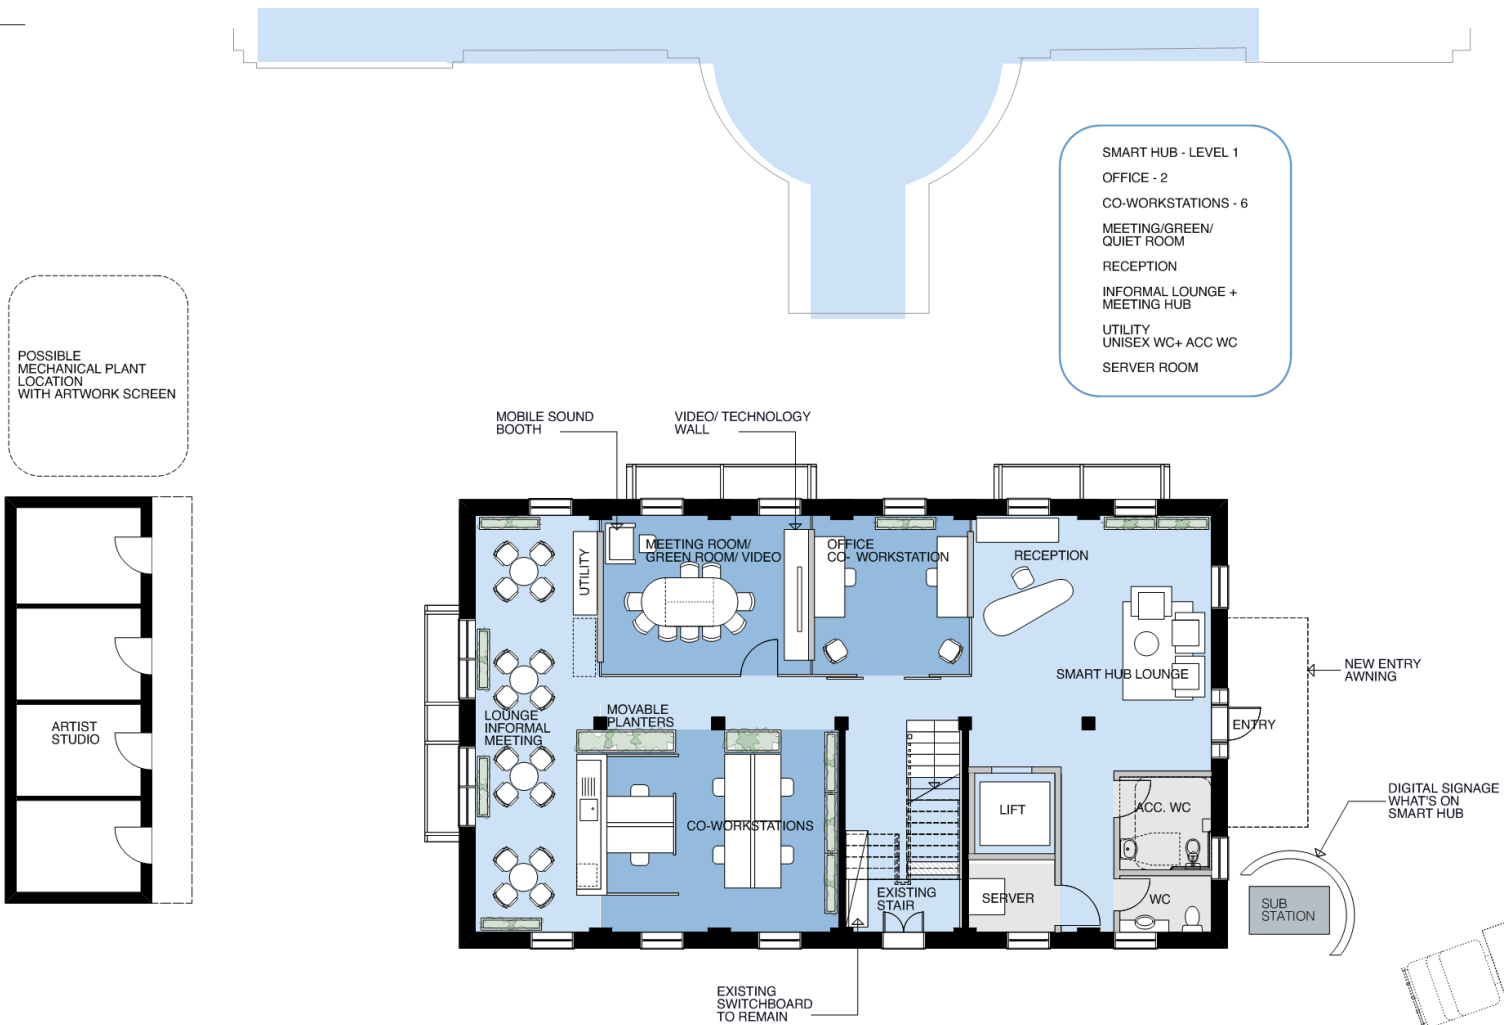 SMART HUB - LEVEL 1
OFFICE - 2
CO-WORKSTATIONS - 6
MEETING/GREEN/
QUIET ROOM
RECEPTION
INFORMAL LOUNGE +
MEETING HUB
UTILITY
UNISEX WC+ ACC WC
SERVER ROOM
POSSIBLE
MECHANICAL PLANT
LOCATION
WITH ARTWORK SCREEN
MOBILE SOUND
BOOTH
VIDEO/ TECHNOLOGY
WALL
UTILITY
MEETING ROOM/
GREEN ROOM/ VIDEO
OFFICE
CO- WORKSTATION
RECEPTION
SMART HUB LOUNGE
NEW ENTRY
AWNING
ARTIST
STUDIO
LOUNGE
INFORMAL
MEETING
MOVABLE
PLANTERS
ENTRY
CO-WORKSTATIONS
LIFT
ACC. WC
DIGITAL SIGNAGE
WHAT'S ON
SMART HUB
EXISTING
STAIR
SERVER
WC
SUB
STATION
EXISTING
SWITCHBOARD
TO REMAIN